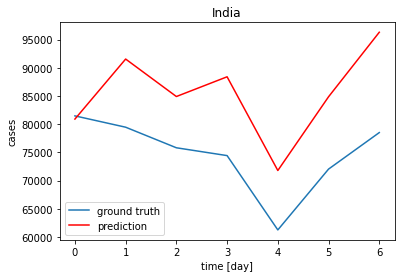 India
95000
90000
85000
80000
75000
70000
65000
60000
cases
ground truth
prediction
0 1 2 3 4 5 6
time [day]